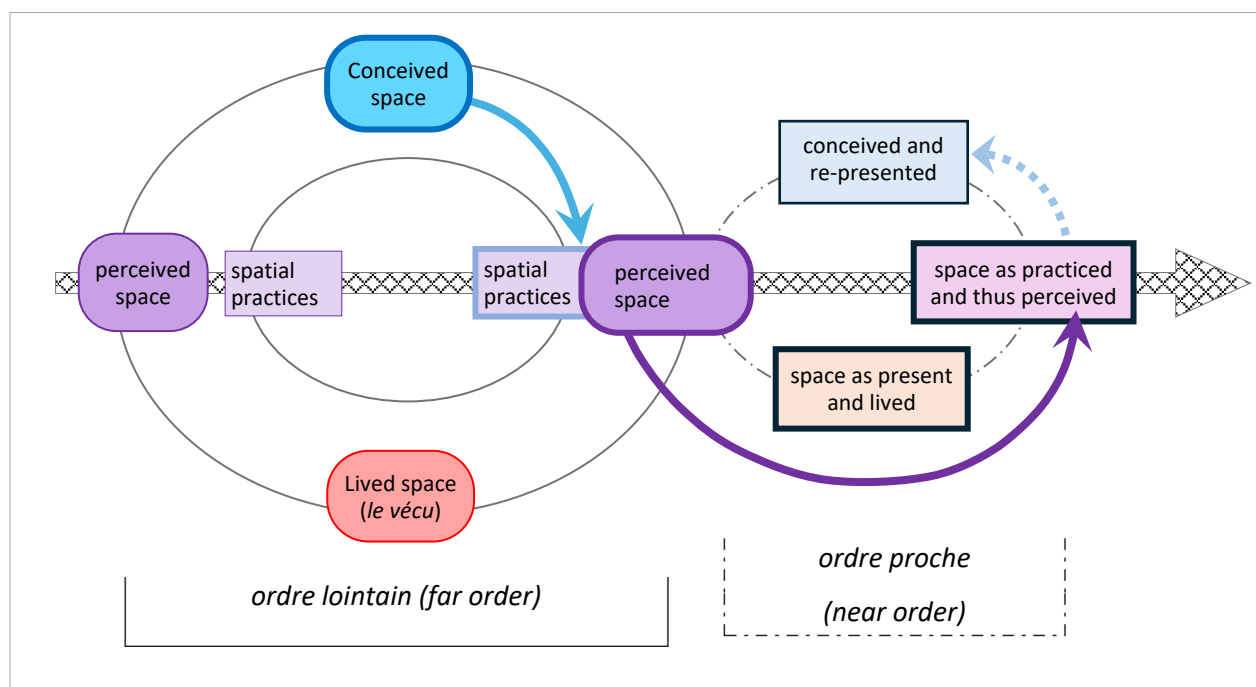 Conceived
space
conceived and
re-presented
perceived
space
spatial
practices
spatial
practices
perceived
space
space as practiced
and thus perceived
space as present
and lived
Lived space
(le vécu)
ordre lointain (far order)
ordre proche
(near order)